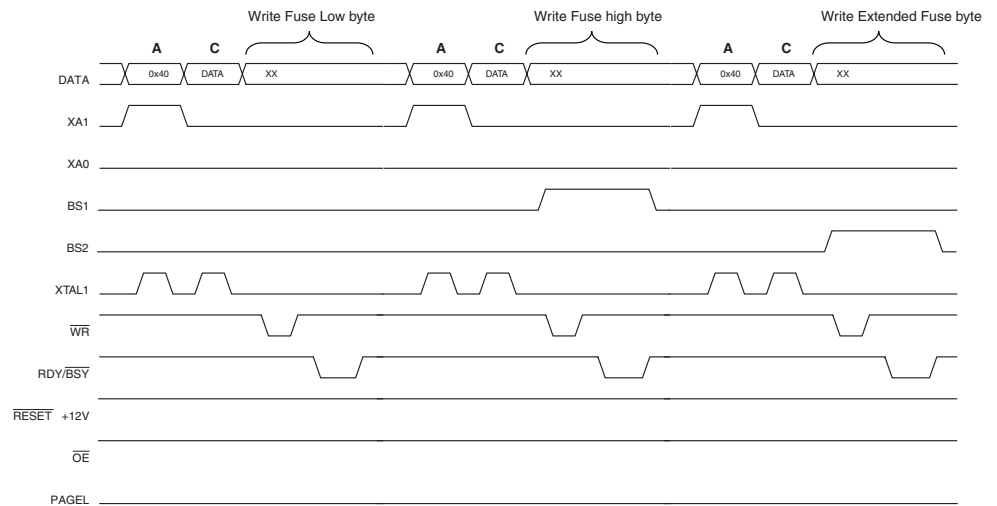 Write Fuse Low byte Write Fuse high byte Write Extended Fuse byte
A C A C A C
DATA 0x40 DATA XX 0x40 DATA XX 0x40 DATA XX
XA1
XA0
BS1
BS2
XTAL1
WR
RDY/BSY
RESET +12V
OE
PAGEL